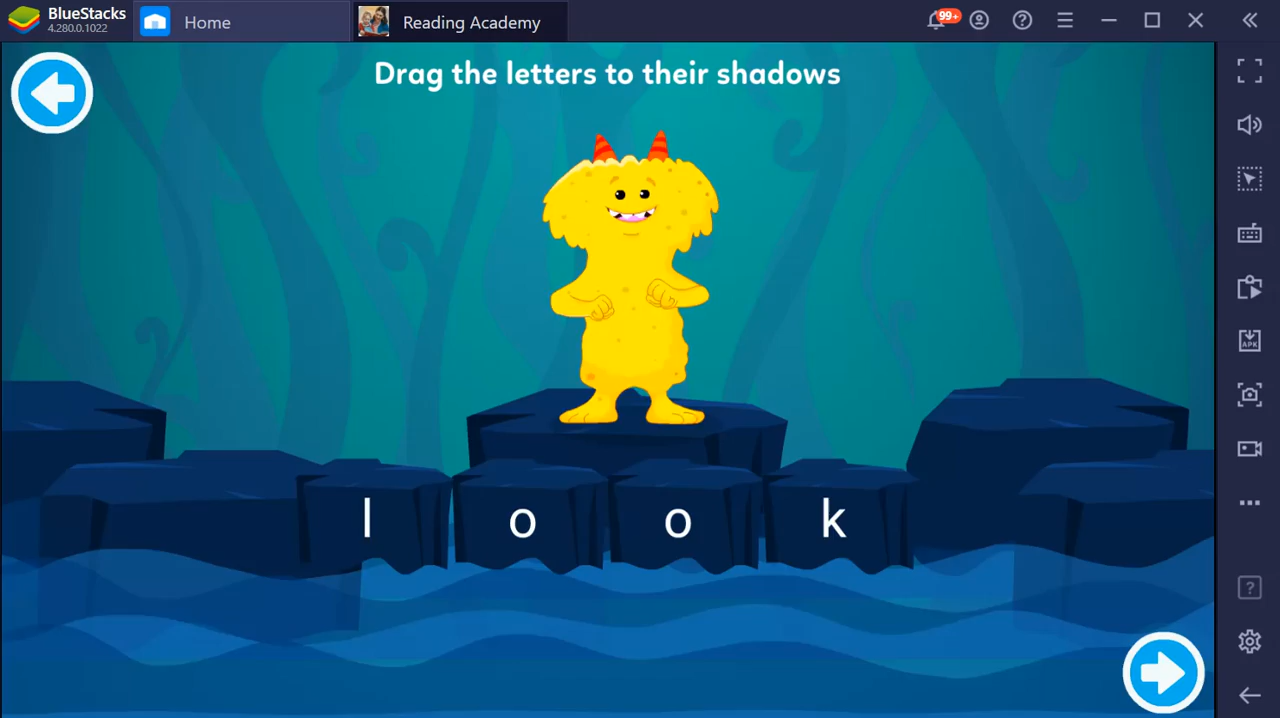 BlueStacks
4.280.0.1022
Home
Reading Academy
99+
Drag the letters to their shadows
l o o k
APK